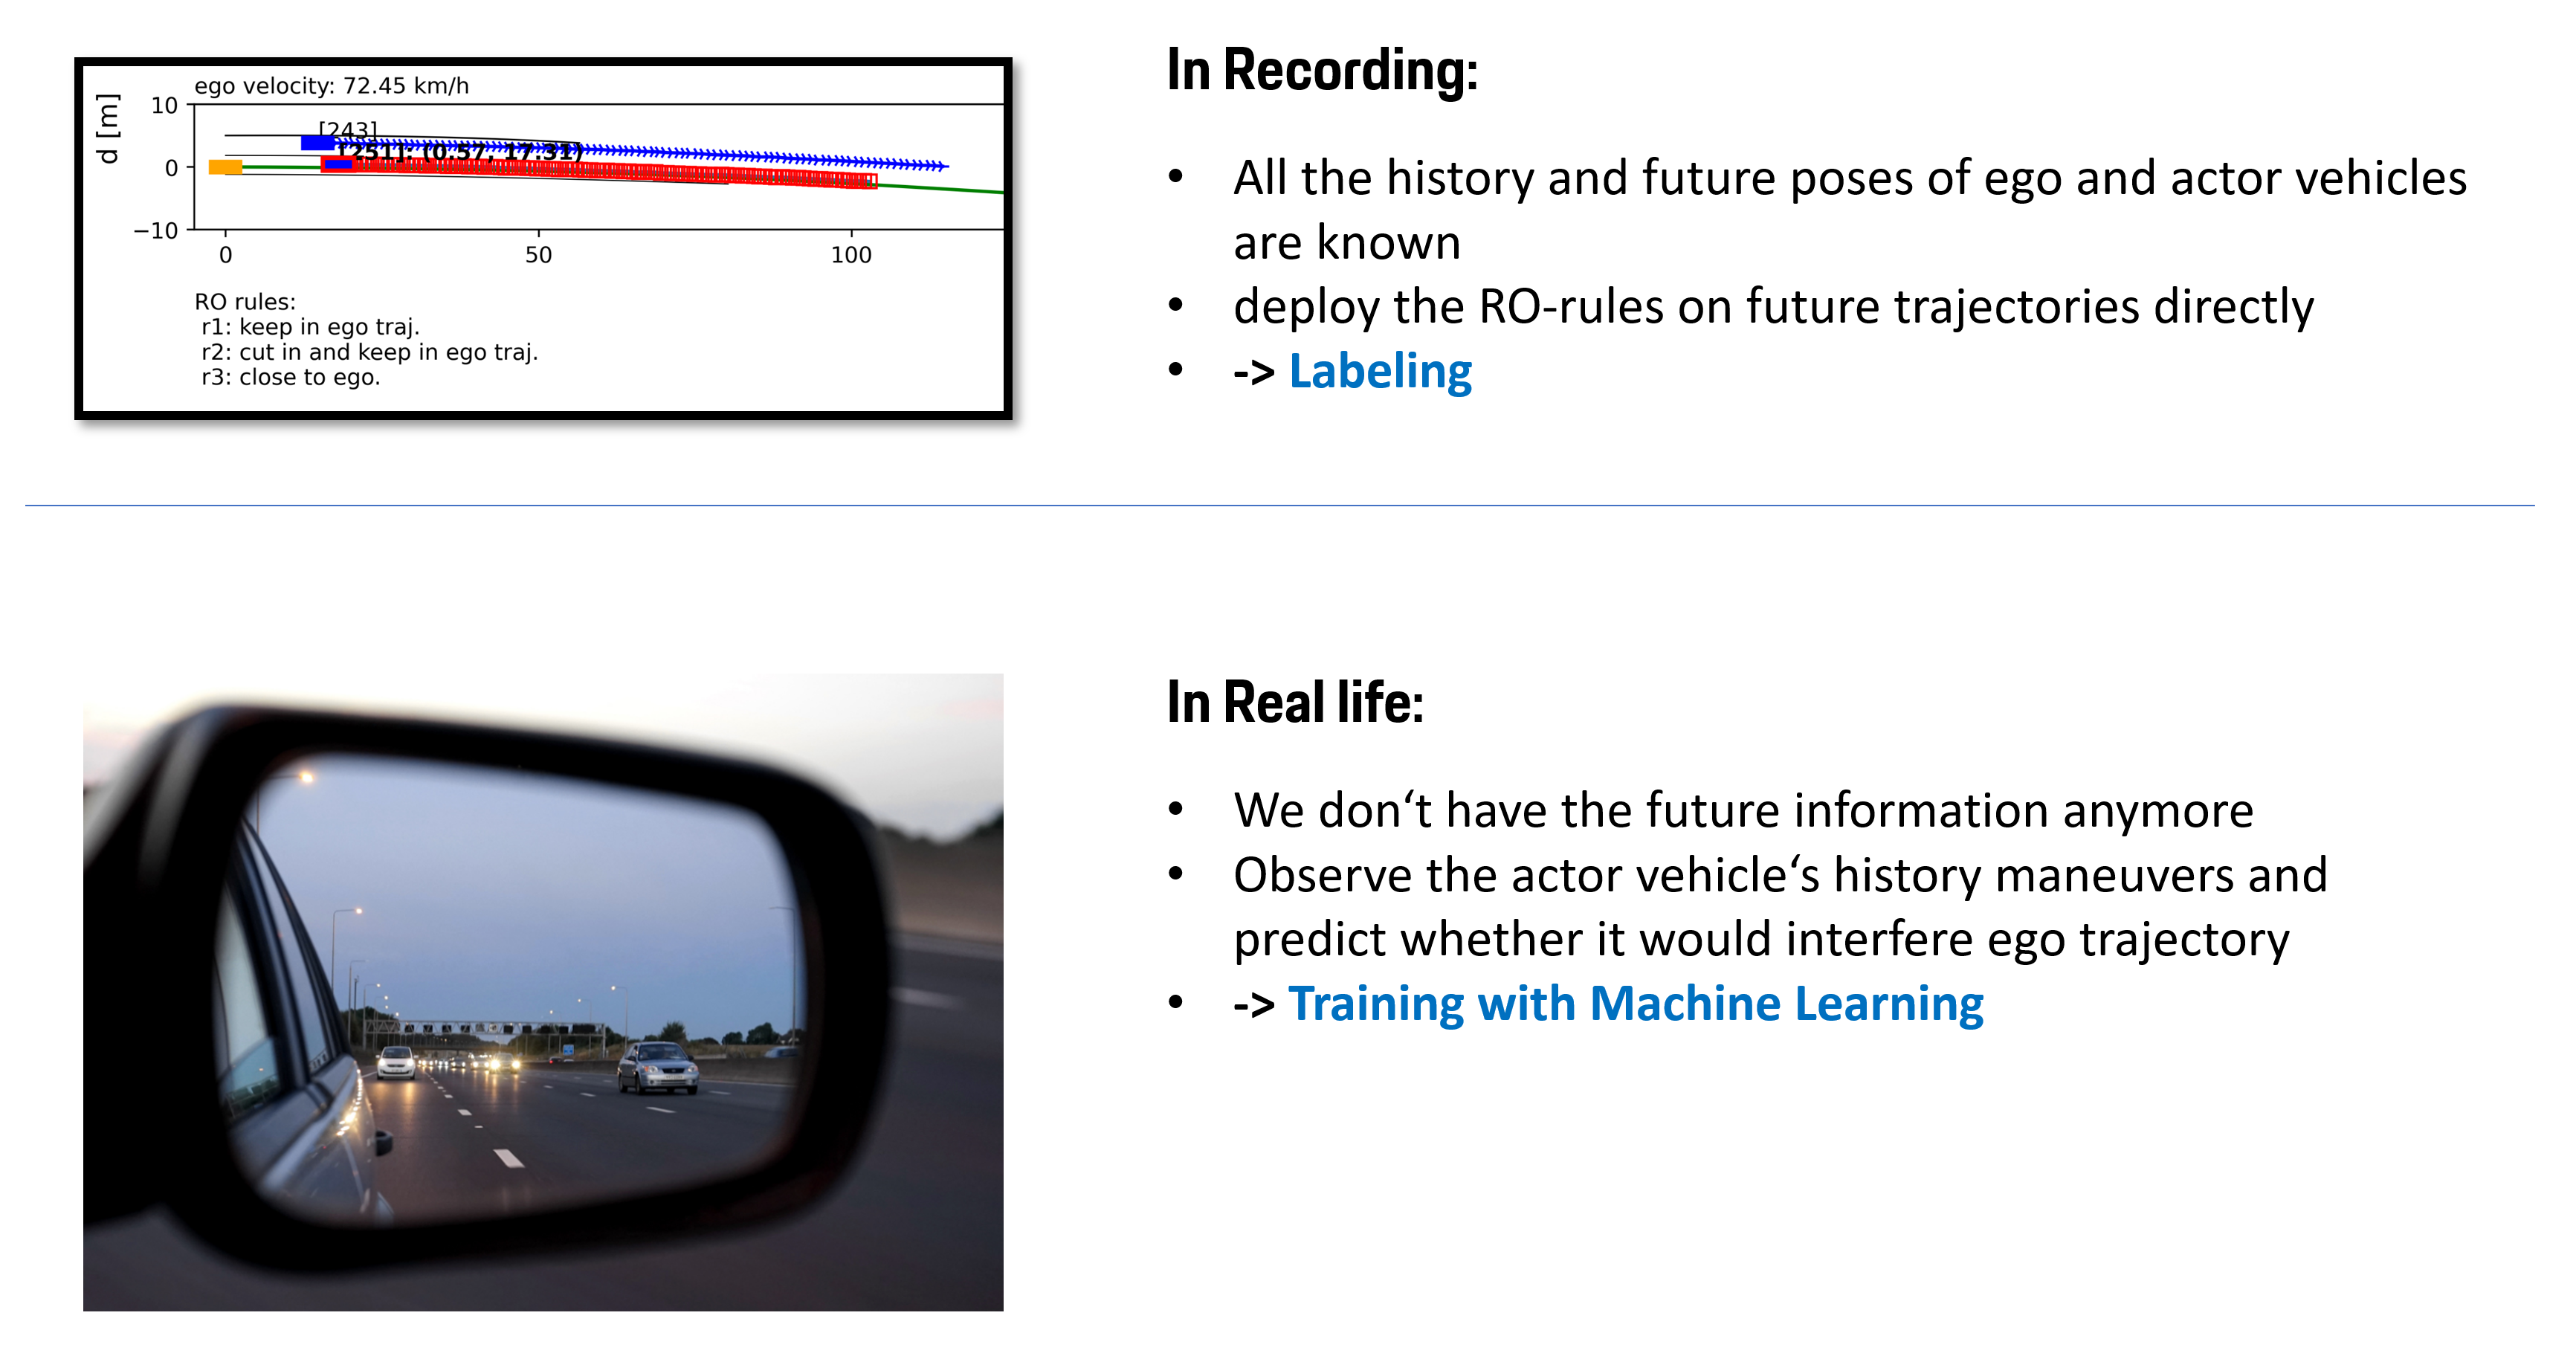 ego velocity: 72.45 km/h
d [m]
10
0
−10
[243]
[251]: (0.57, 17.31)
0 50 100
RO rules:
r1: keep in ego traj.
r2: cut in and keep in ego traj.
r3: close to ego.
In Recording:
• All the history and future poses of ego and actor vehicles
are known
• deploy the RO-rules on future trajectories directly
• -> Labeling
In Real life:
• We don‘t have the future information anymore
• Observe the actor vehicle‘s history maneuvers and
predict whether it would interfere ego trajectory
• -> Training with Machine Learning